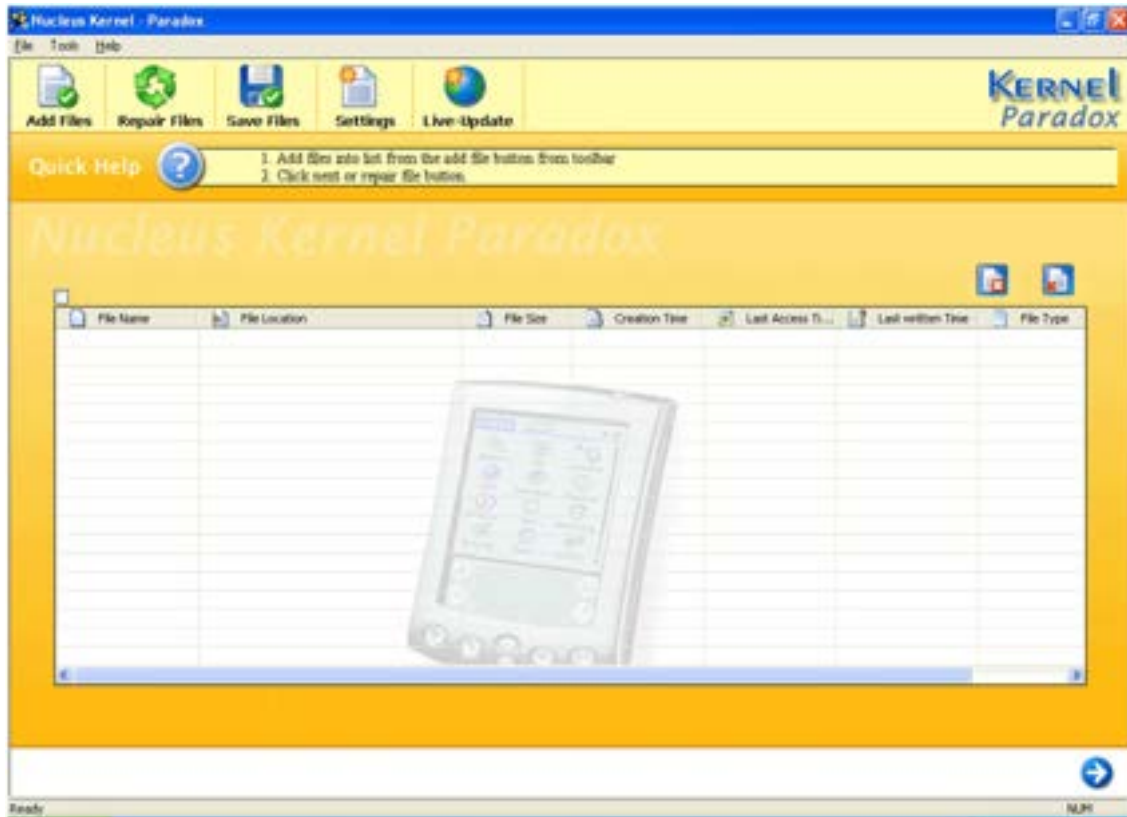 Nucleus Kernel - Paradox
File Tools Help
Add Files Repair Files Save Files Settings Live-Update
KERNEL
Paradox
Quick Help ?
1. Add files into list from the add file button from toolbar
2. Click next or repair file button.
Nucleus Kernel Paradox
File Name File Location File Size Creation Time Last Access Ti... Last written Time File Type
Ready NUM